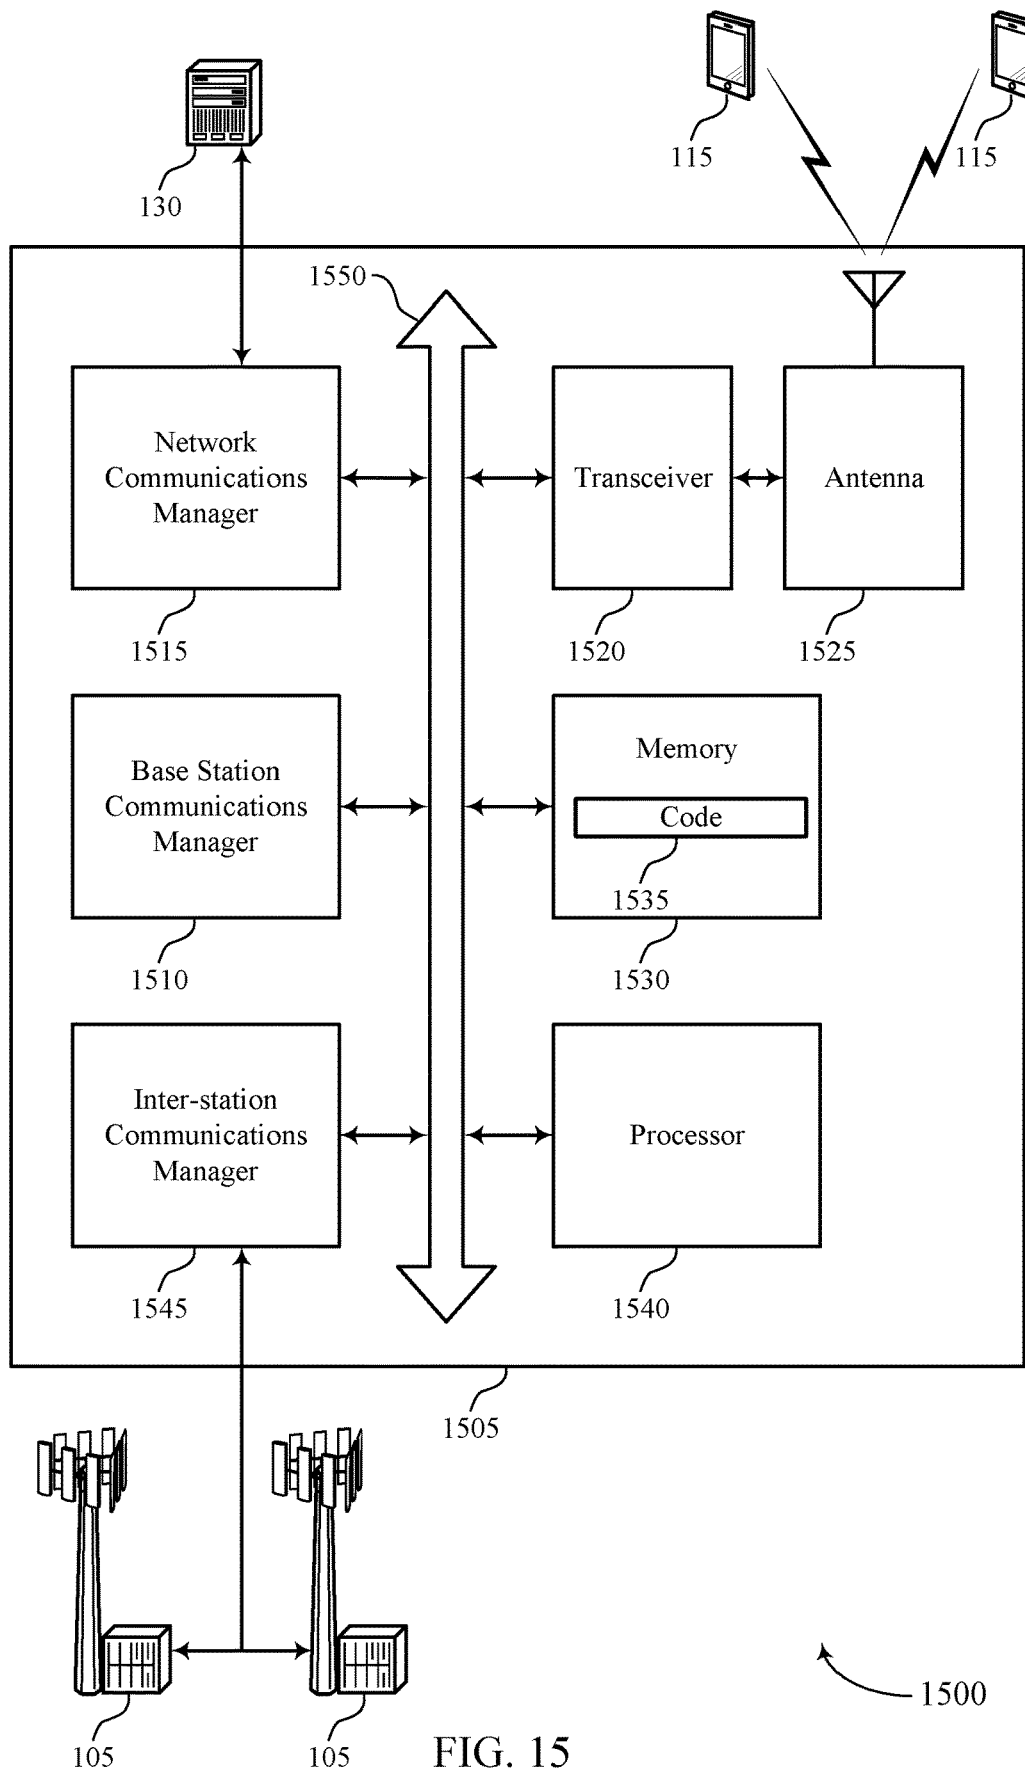 130
115
115
1550
Network
Communications
Manager
Transceiver
Antenna
1515
1520
1525
Base Station
Communications
Manager
Memory
Code
1535
1510
1530
Inter-station
Communications
Manager
Processor
1545
1540
1505
105
105
1500
FIG. 15